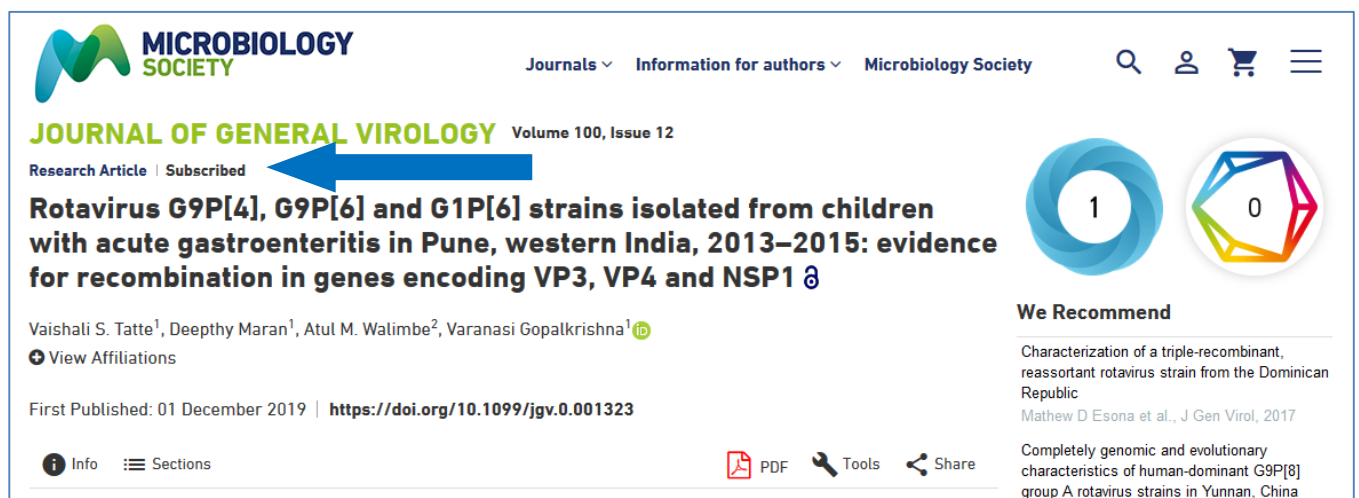 MICROBIOLOGY
SOCIETY
Journals Information for authors Microbiology Society
JOURNAL OF GENERAL VIROLOGY Volume 100, Issue 12
Research Article | Subscribed
Rotavirus G9P[4], G9P[6] and G1P[6] strains isolated from children
with acute gastroenteritis in Pune, western India, 2013–2015: evidence
for recombination in genes encoding VP3, VP4 and NSP1
Vaishali S. Tatte1, Deepthy Maran1, Atul M. Walimbe2, Varanasi Gopalkrishna1 iD
View Affiliations
First Published: 01 December 2019 | https://doi.org/10.1099/jgv.0.001323
Info Sections PDF Tools Share
1 0
We Recommend
Characterization of a triple-recombinant,
reassortant rotavirus strain from the Dominican
Republic
Mathew D Esona et al., J Gen Virol, 2017
Completely genomic and evolutionary
characteristics of human-dominant G9P[8]
group A rotavirus strains in Yunnan, China